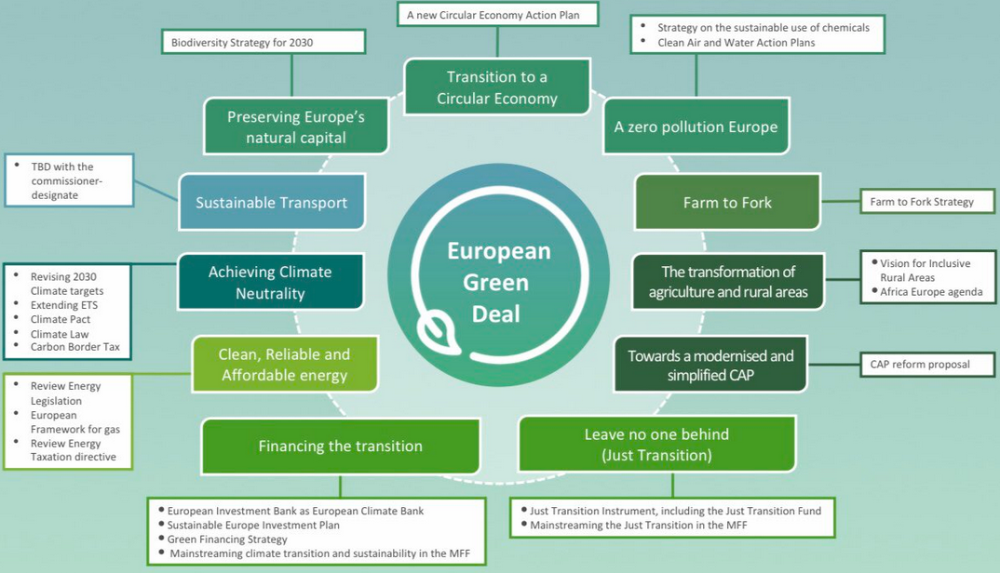 A new Circular Economy Action Plan
Biodiversity Strategy for 2030
• Strategy on the sustainable use of chemicals
• Clean Air and Water Action Plans
Transition to a
Circular Economy
Preserving Europe's
natural capital
A zero pollution Europe
• TBD with the
commissioner-
designate
Sustainable Transport
Farm to Fork
Farm to Fork Strategy
European
Green
Deal
• Revising 2030
Climate targets
• Extending ETS
• Climate Pact
• Climate Law
• Carbon Border Tax
Achieving Climate
Neutrality
The transformation of
agriculture and rural areas
• Vision for Inclusive
Rural Areas
• Africa Europe agenda
Clean, Reliable and
Affordable energy
Towards a modernised and
simplified CAP
CAP reform proposal
• Review Energy
Legislation
• European
Framework for gas
• Review Energy
Taxation directive
Financing the transition
Leave no one behind
(Just Transition)
• European Investment Bank as European Climate Bank
• Sustainable Europe Investment Plan
• Green Financing Strategy
• Mainstreaming climate transition and sustainability in the MFF
• Just Transition Instrument, including the Just Transition Fund
• Mainstreaming the Just Transition in the MFF